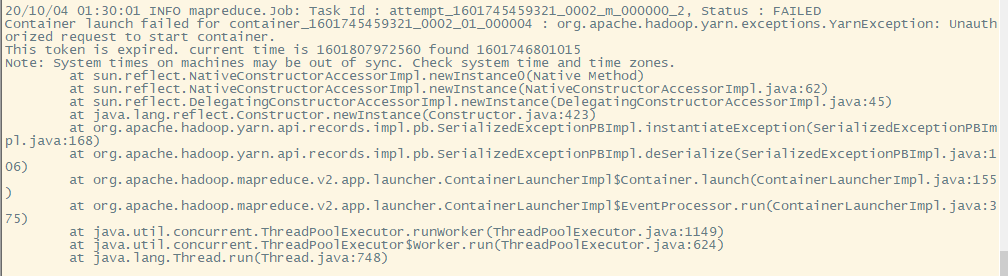 20/10/04 01:30:01 INFO mapreduce.Job: Task Id : attempt_1601745459321_0002_m_000000_2, Status : FAILED
Container launch failed for container_1601745459321_0002_01_000004 : org.apache.hadoop.yarn.exceptions.YarnException: Unauth
orized request to start container.
This token is expired. current time is 1601807972560 found 1601746801015
Note: System times on machines may be out of sync. Check system time and time zones.
at sun.reflect.NativeConstructorAccessorImpl.newInstance0(Native Method)
at sun.reflect.NativeConstructorAccessorImpl.newInstance(NativeConstructorAccessorImpl.java:62)
at sun.reflect.DelegatingConstructorAccessorImpl.newInstance(DelegatingConstructorAccessorImpl.java:45)
at java.lang.reflect.Constructor.newInstance(Constructor.java:423)
at org.apache.hadoop.yarn.api.records.impl.pb.SerializedExceptionPBImpl.instantiateException(SerializedExceptionPBIm
pl.java:168)
at org.apache.hadoop.yarn.api.records.impl.pb.SerializedExceptionPBImpl.deSerialize(SerializedExceptionPBImpl.java:1
06)
at org.apache.hadoop.mapreduce.v2.app.launcher.ContainerLauncherImpl$Container.launch(ContainerLauncherImpl.java:155
)
at org.apache.hadoop.mapreduce.v2.app.launcher.ContainerLauncherImpl$EventProcessor.run(ContainerLauncherImpl.java:3
75)
at java.util.concurrent.ThreadPoolExecutor.runWorker(ThreadPoolExecutor.java:1149)
at java.util.concurrent.ThreadPoolExecutor$Worker.run(ThreadPoolExecutor.java:624)
at java.lang.Thread.run(Thread.java:748)